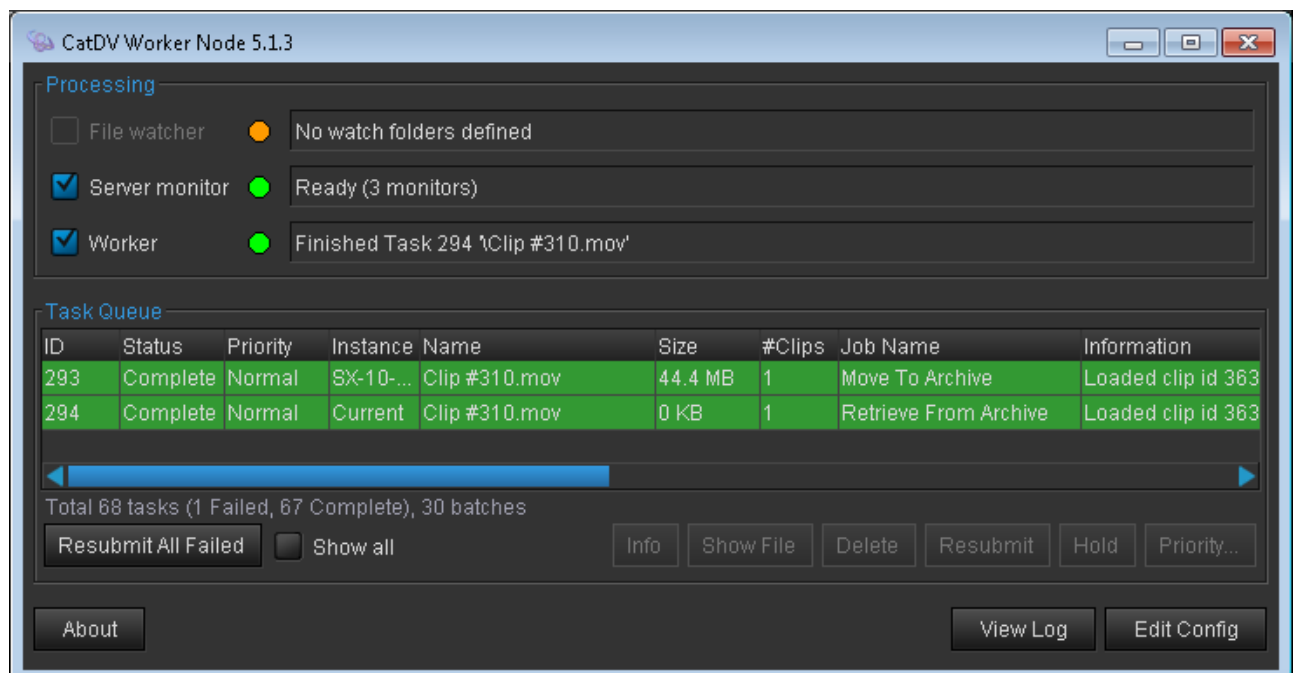 CatDV Worker Node 5.1.3
Processing
File watcher No watch folders defined
Server monitor Ready (3 monitors)
Worker Finished Task 294 '\Clip #310.mov'
Task Queue
ID Status Priority Instance Name Size #Clips Job Name Information
293 Complete Normal SX-10-... Clip #310.mov 44.4 MB 1 Move To Archive Loaded clip id 363
294 Complete Normal Current Clip #310.mov 0 KB 1 Retrieve From Archive Loaded clip id 363
Total 68 tasks (1 Failed, 67 Complete), 30 batches
Resubmit All Failed Show all Info Show File Delete Resubmit Hold Priority...
About View Log Edit Config